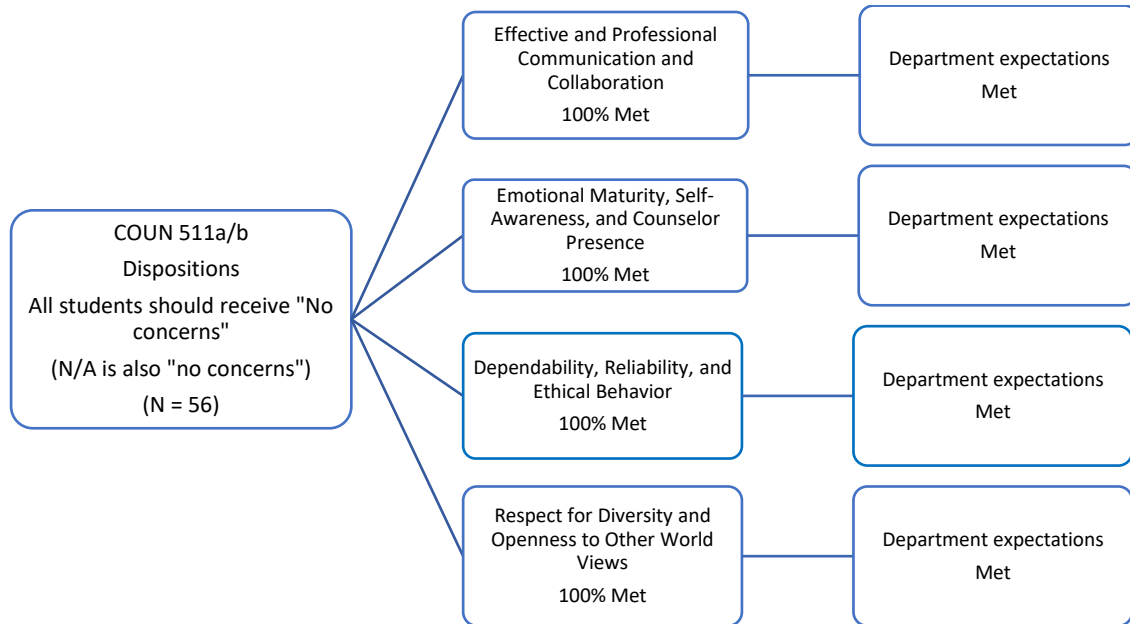 COUN 511a/b
Dispositions
All students should receive "No
concerns"
(N/A is also "no concerns")
(N = 56)
Effective and Professional
Communication and
Collaboration
100% Met
Department expectations
Met
Emotional Maturity, Self-
Awareness, and Counselor
Presence
100% Met
Department expectations
Met
Dependability, Reliability, and
Ethical Behavior
100% Met
Department expectations
Met
Respect for Diversity and
Openness to Other World
Views
100% Met
Department expectations
Met